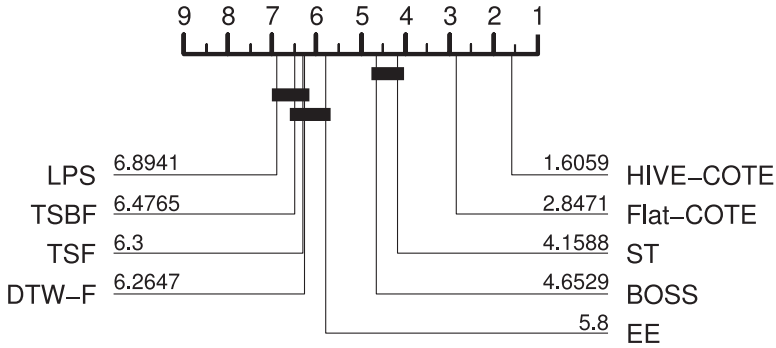 9 8 7 6 5 4 3 2 1
LPS 6.8941 1.6059 HIVE–COTE
TSBF 6.4765 2.8471 Flat–COTE
TSF 6.3 4.1588 ST
DTW–F 6.2647 4.6529 BOSS
5.8 EE